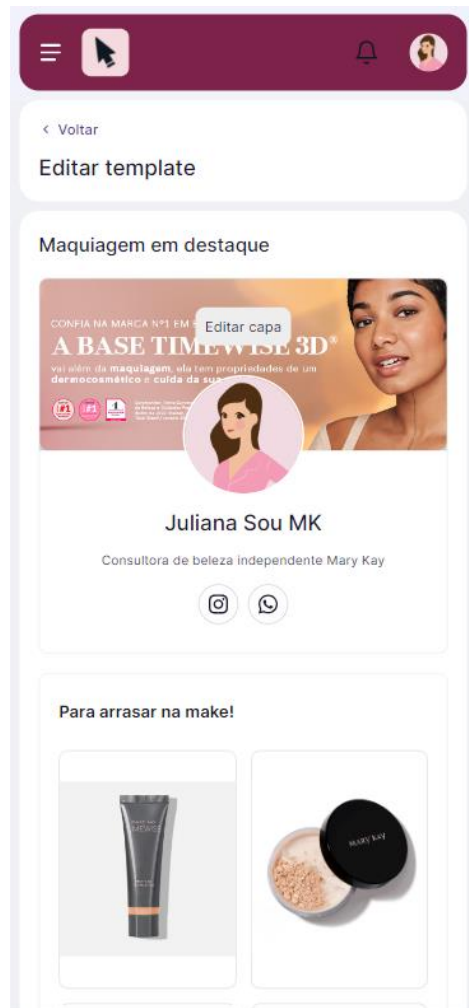 Voltar
Editar template
Maquiagem em destaque
CONFIA NA MARCA Nº1 EM
Editar capa
A BASE TIMEWISE 3D®
vai além da maquiagem, ela tem propriedades de um
dermocosmético e cuida da sua
#1 #1
Juliana Sou MK
Consultora de beleza independente Mary Kay
Para arrasar na make!
MARY KAY